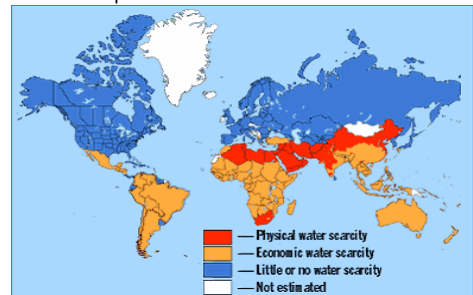 Physical water scarcity
Economic water scarcity
Little or no water scarcity
Not estimated